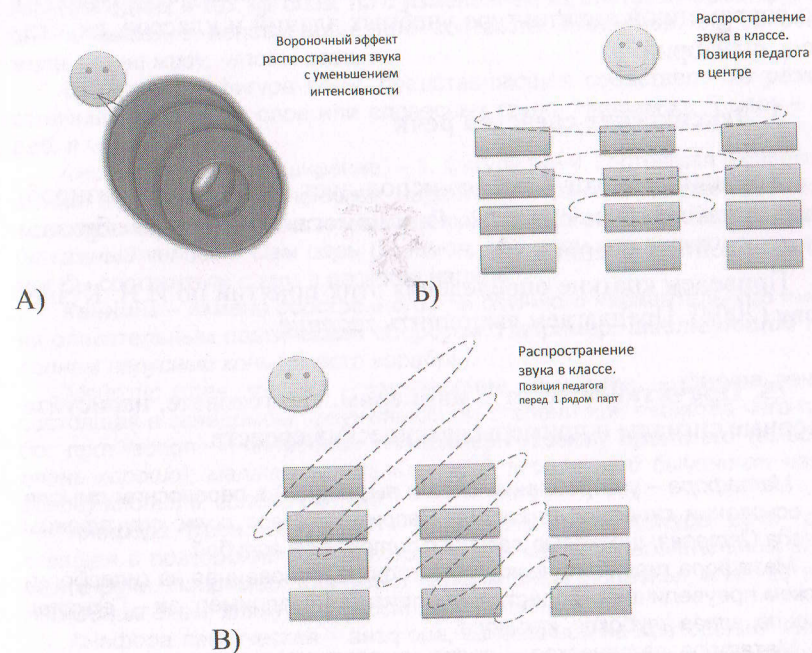 Вороночный эффект
распространения звука
с уменьшением
интенсивности
А)
Распространение
звука в классе.
Позиция педагога
в центре
Б)
Распространение
звука в классе.
Позиция педагога
перед 1 рядом парт
В)